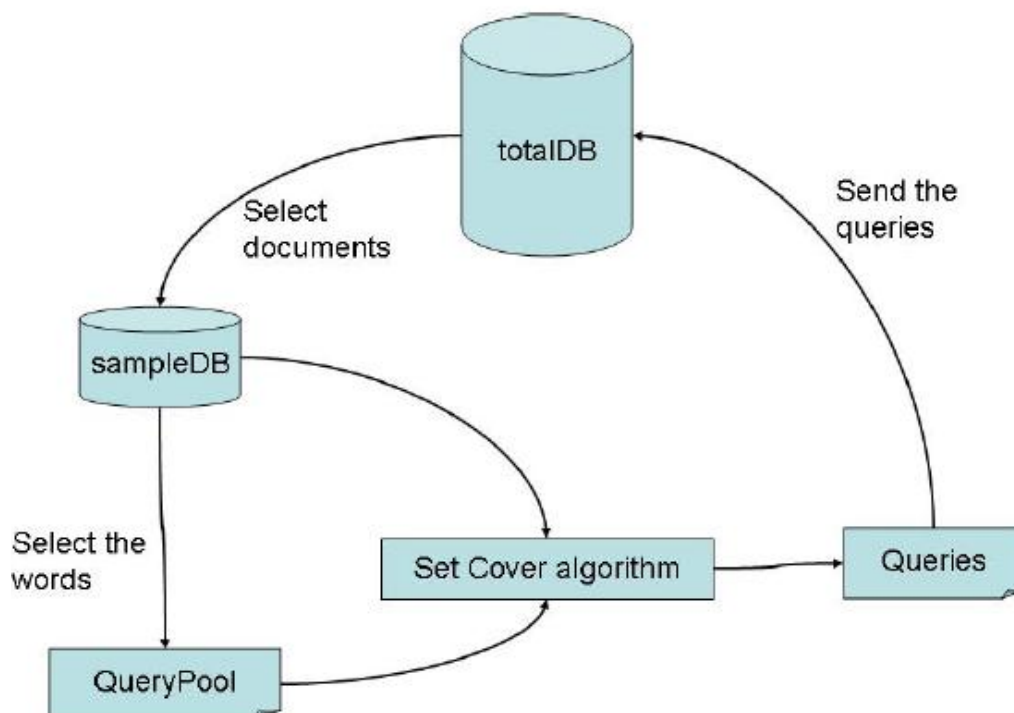 totalDB
Select
documents
Send the
queries
sampleDB
Select the
words
Set Cover algorithm
Queries
QueryPool